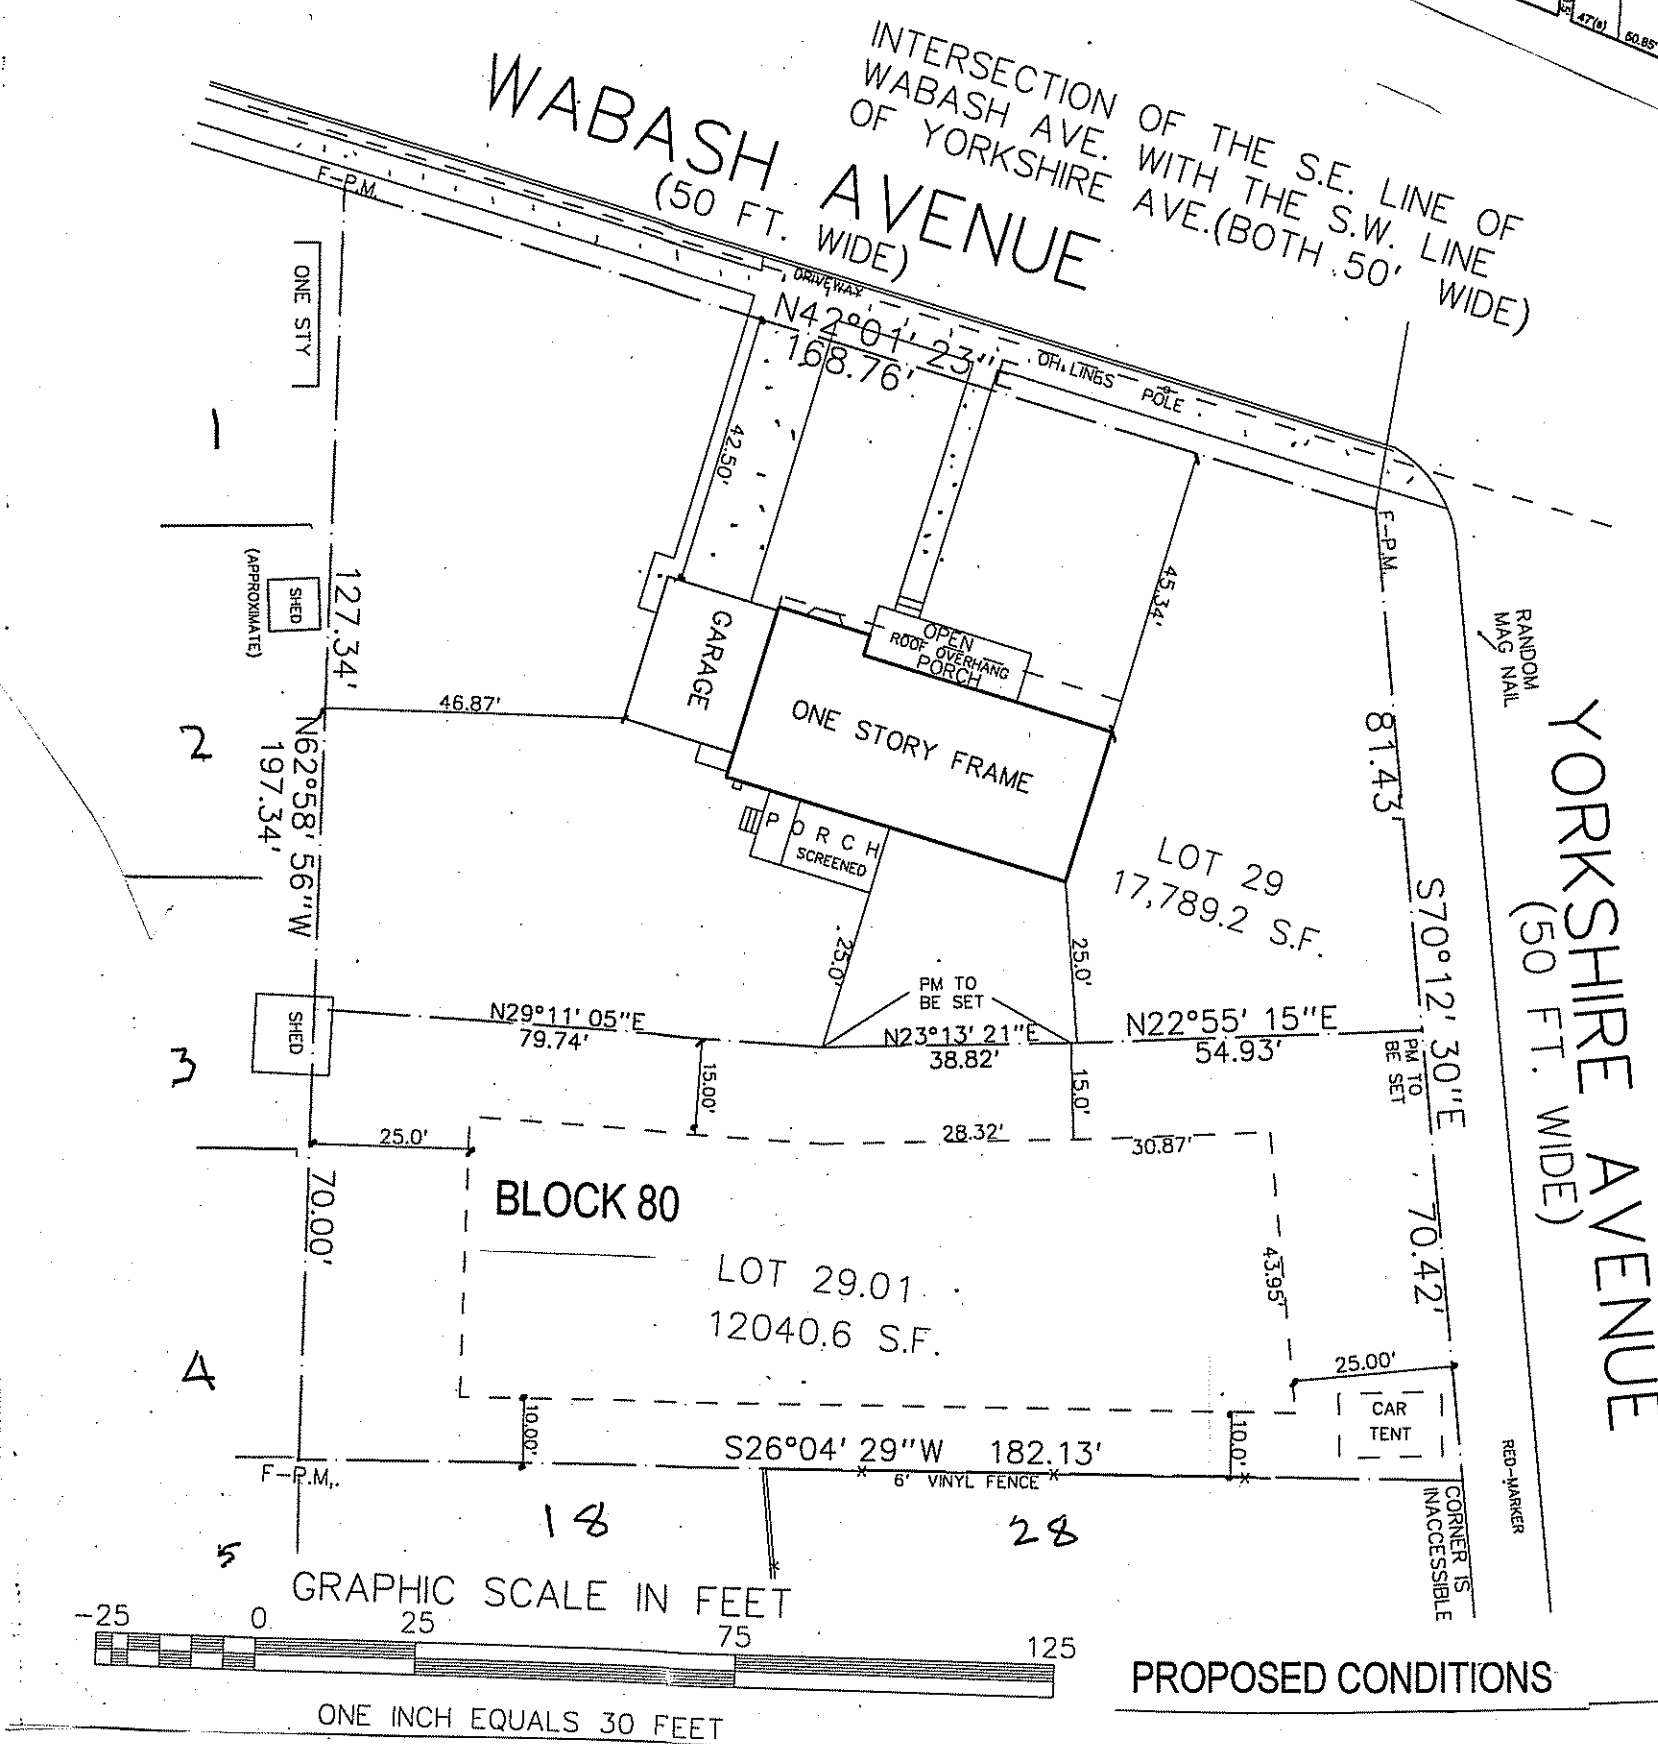 47'(s)
50.85'
INTERSECTION OF THE S.E. LINE OF
WABASH AVE. WITH THE S.W. LINE
OF YORKSHIRE AVE.(BOTH 50' WIDE)
WABASH AVENUE
(50 FT. WIDE)
F-P.M.
DRIVEWAY
N42°01' 23"E
168.76'
OH. LINES
POLE
ONE STY
1
42.50'
45.34'
F-P.M.
RANDOM
MAG NAIL
SHED
(APPROXIMATE)
127.34'
GARAGE
OPEN
ROOF OVERHANG
PORCH
ONE STORY FRAME
46.87'
2
N62°58' 56"W
197.34'
81.43'
YORKSHIRE AVENUE
(50 FT. WIDE)
PORCH
SCREENED
LOT 29
17,789.2 S.F.
S70°12' 30"E
25.0'
25.0'
PM TO
BE SET
SHED
3
N29°11' 05"E
79.74'
N23°13' 21"E
38.82'
N22°55' 15"E
54.93'
PM TO
BE SET
15.00'
15.0'
25.0'
28.32'
30.87'
70.00'
BLOCK 80
LOT 29.01
12040.6 S.F.
43.95'
70.42'
4
25.00'
CAR
TENT
10.00'
10.0'
S26°04' 29"W 182.13'
6' VINYL FENCE
F-P.M,.
RED-MARKER
CORNER IS
INACCESSIBLE
18
28
5
GRAPHIC SCALE IN FEET
-25 0 25 75 125
ONE INCH EQUALS 30 FEET
PROPOSED CONDITIONS